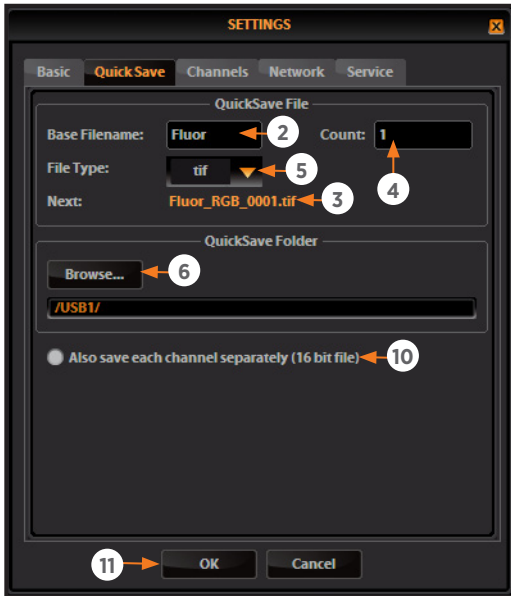 SETTINGS
Basic QuickSave Channels Network Service
QuickSave File
Base Filename: Fluor 2 Count: 1
File Type: tif 5 4
Next: Fluor_RGB_0001.tif 3
QuickSave Folder
Browse... 6
/USB1/
Also save each channel separately (16 bit file) 10
11 OK Cancel